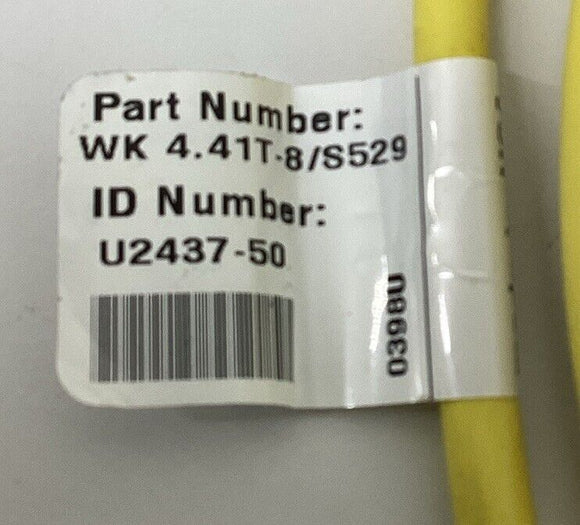 Part Number:
WK 4.41T-8/S529
ID Number:
U2437-50
0398U